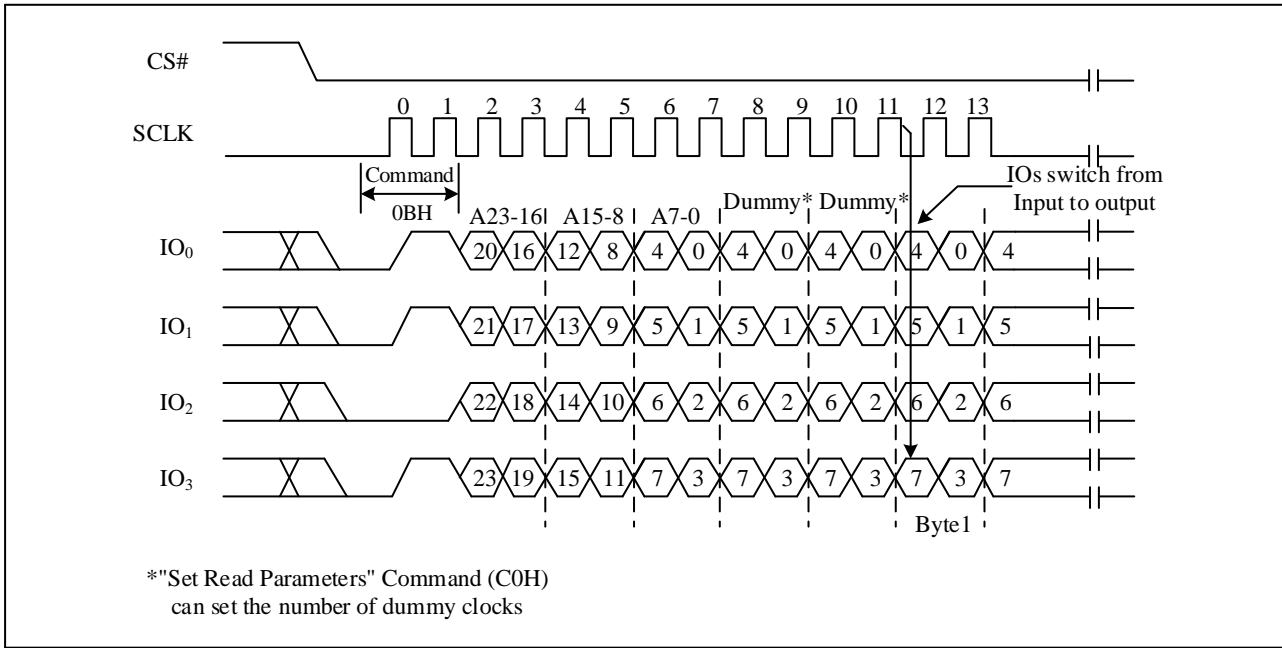 CS#
0 1 2 3 4 5 6 7 8 9 10 11 12 13
SCLK
Command
IOs switch from
Input to output
0BH
A23-16 A15-8 A7-0 Dummy* Dummy*
IO0 20 16 12 8 4 0 4 0 4 0 4 0 4
IO1 21 17 13 9 5 1 5 1 5 1 5 1 5
IO2 22 18 14 10 6 2 6 2 6 2 6 2 6
IO3 23 19 15 11 7 3 7 3 7 3 7 3 7
Byte1
*"Set Read Parameters" Command (C0H)
can set the number of dummy clocks